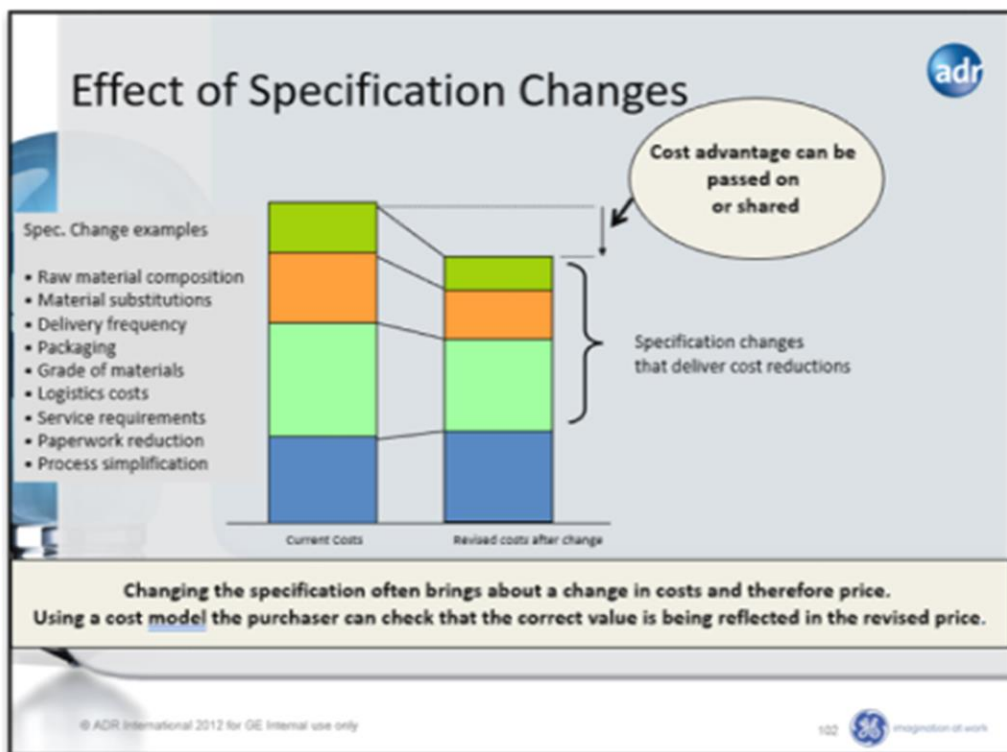 adr
Effect of Specification Changes
Cost advantage can be
passed on
or shared
Spec. Change examples
• Raw material composition
• Material substitutions
• Delivery frequency
• Packaging
• Grade of materials
• Logistics costs
• Service requirements
• Paperwork reduction
• Process simplification
Specification changes
that deliver cost reductions
Current Costs
Revised costs after change
Changing the specification often brings about a change in costs and therefore price.
Using a cost model the purchaser can check that the correct value is being reflected in the revised price.
© ADR International 2012 for GE Internal use only
102
imagination at work